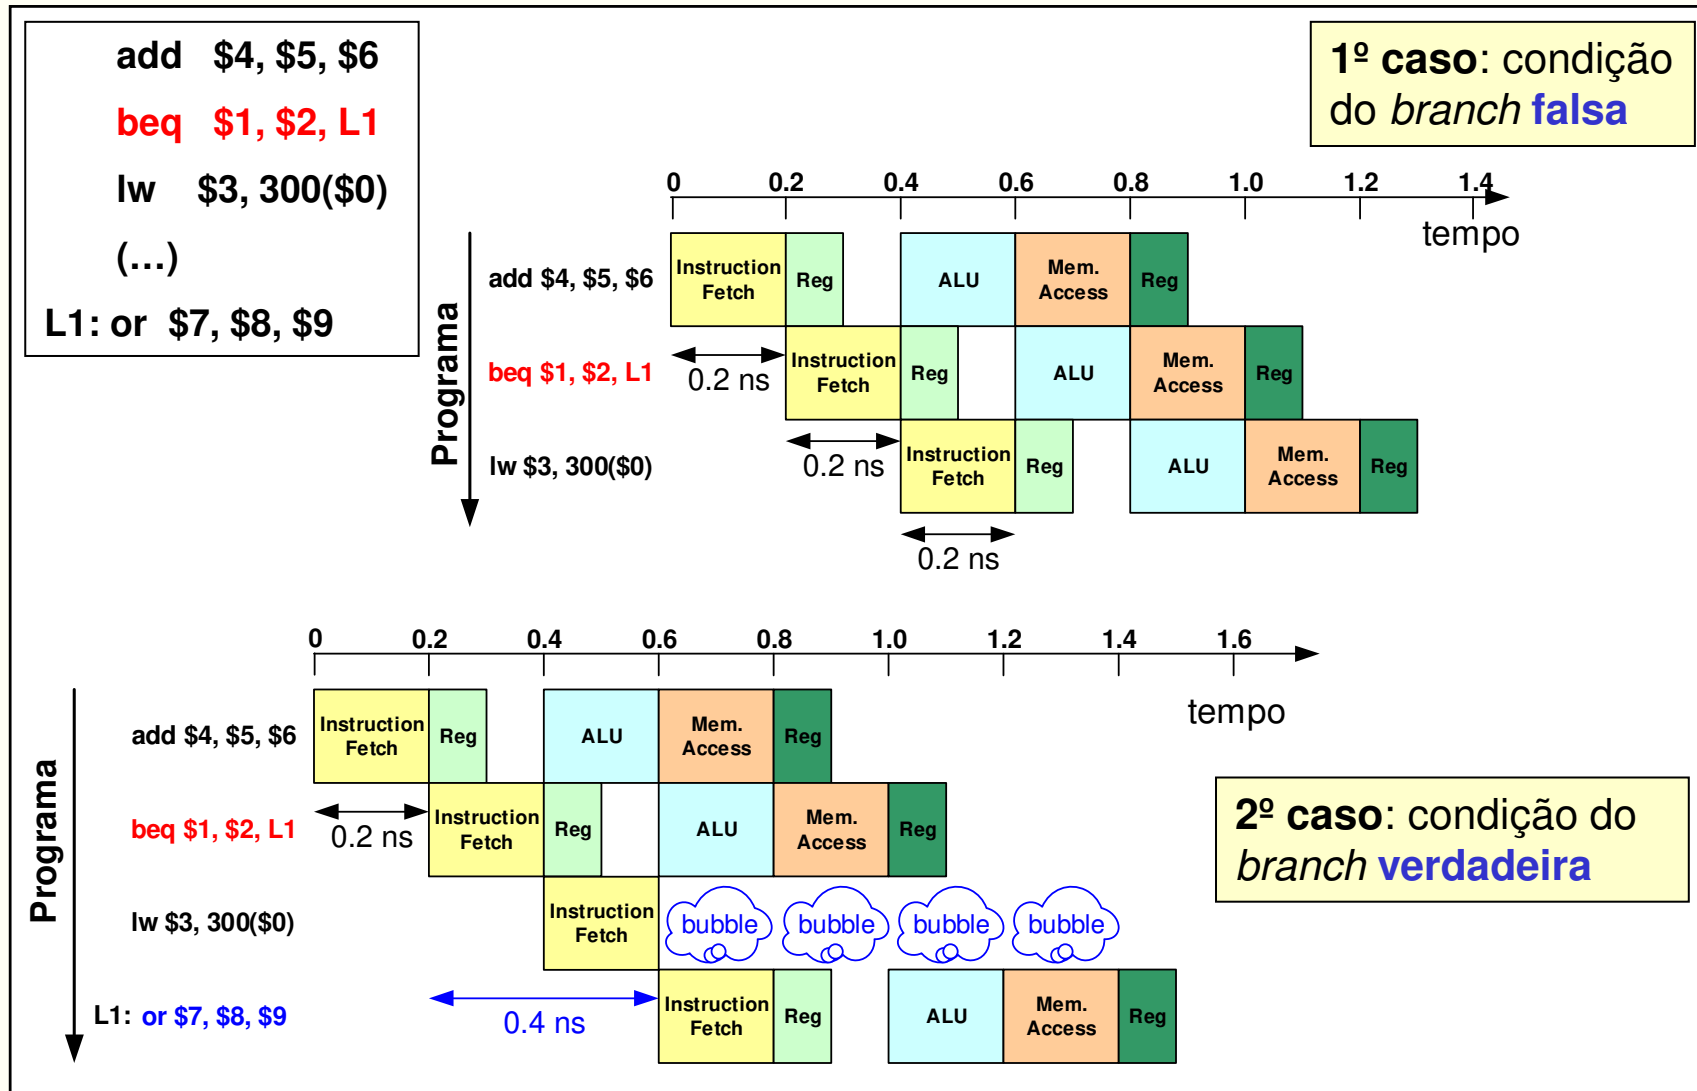 add $4, $5, $6
beq $1, $2, L1
lw $3, 300($0)
(...)
L1: or $7, $8, $9
1º caso: condição
do branch falsa
0 0.2 0.4 0.6 0.8 1.0 1.2 1.4
tempo
Programa
add $4, $5, $6
Instruction
Fetch
Reg
ALU
Mem.
Access
Reg
beq $1, $2, L1
0.2 ns
Instruction
Fetch
Reg
ALU
Mem.
Access
Reg
lw $3, 300($0)
0.2 ns
Instruction
Fetch
Reg
ALU
Mem.
Access
Reg
0.2 ns
0 0.2 0.4 0.6 0.8 1.0 1.2 1.4 1.6
tempo
Programa
add $4, $5, $6
Instruction
Fetch
Reg
ALU
Mem.
Access
Reg
beq $1, $2, L1
0.2 ns
Instruction
Fetch
Reg
ALU
Mem.
Access
Reg
2º caso: condição do
branch verdadeira
lw $3, 300($0)
Instruction
Fetch
bubble
bubble
bubble
bubble
L1: or $7, $8, $9
0.4 ns
Instruction
Fetch
Reg
ALU
Mem.
Access
Reg